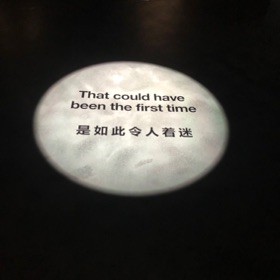 That could have
been the first time
是如此令人着迷